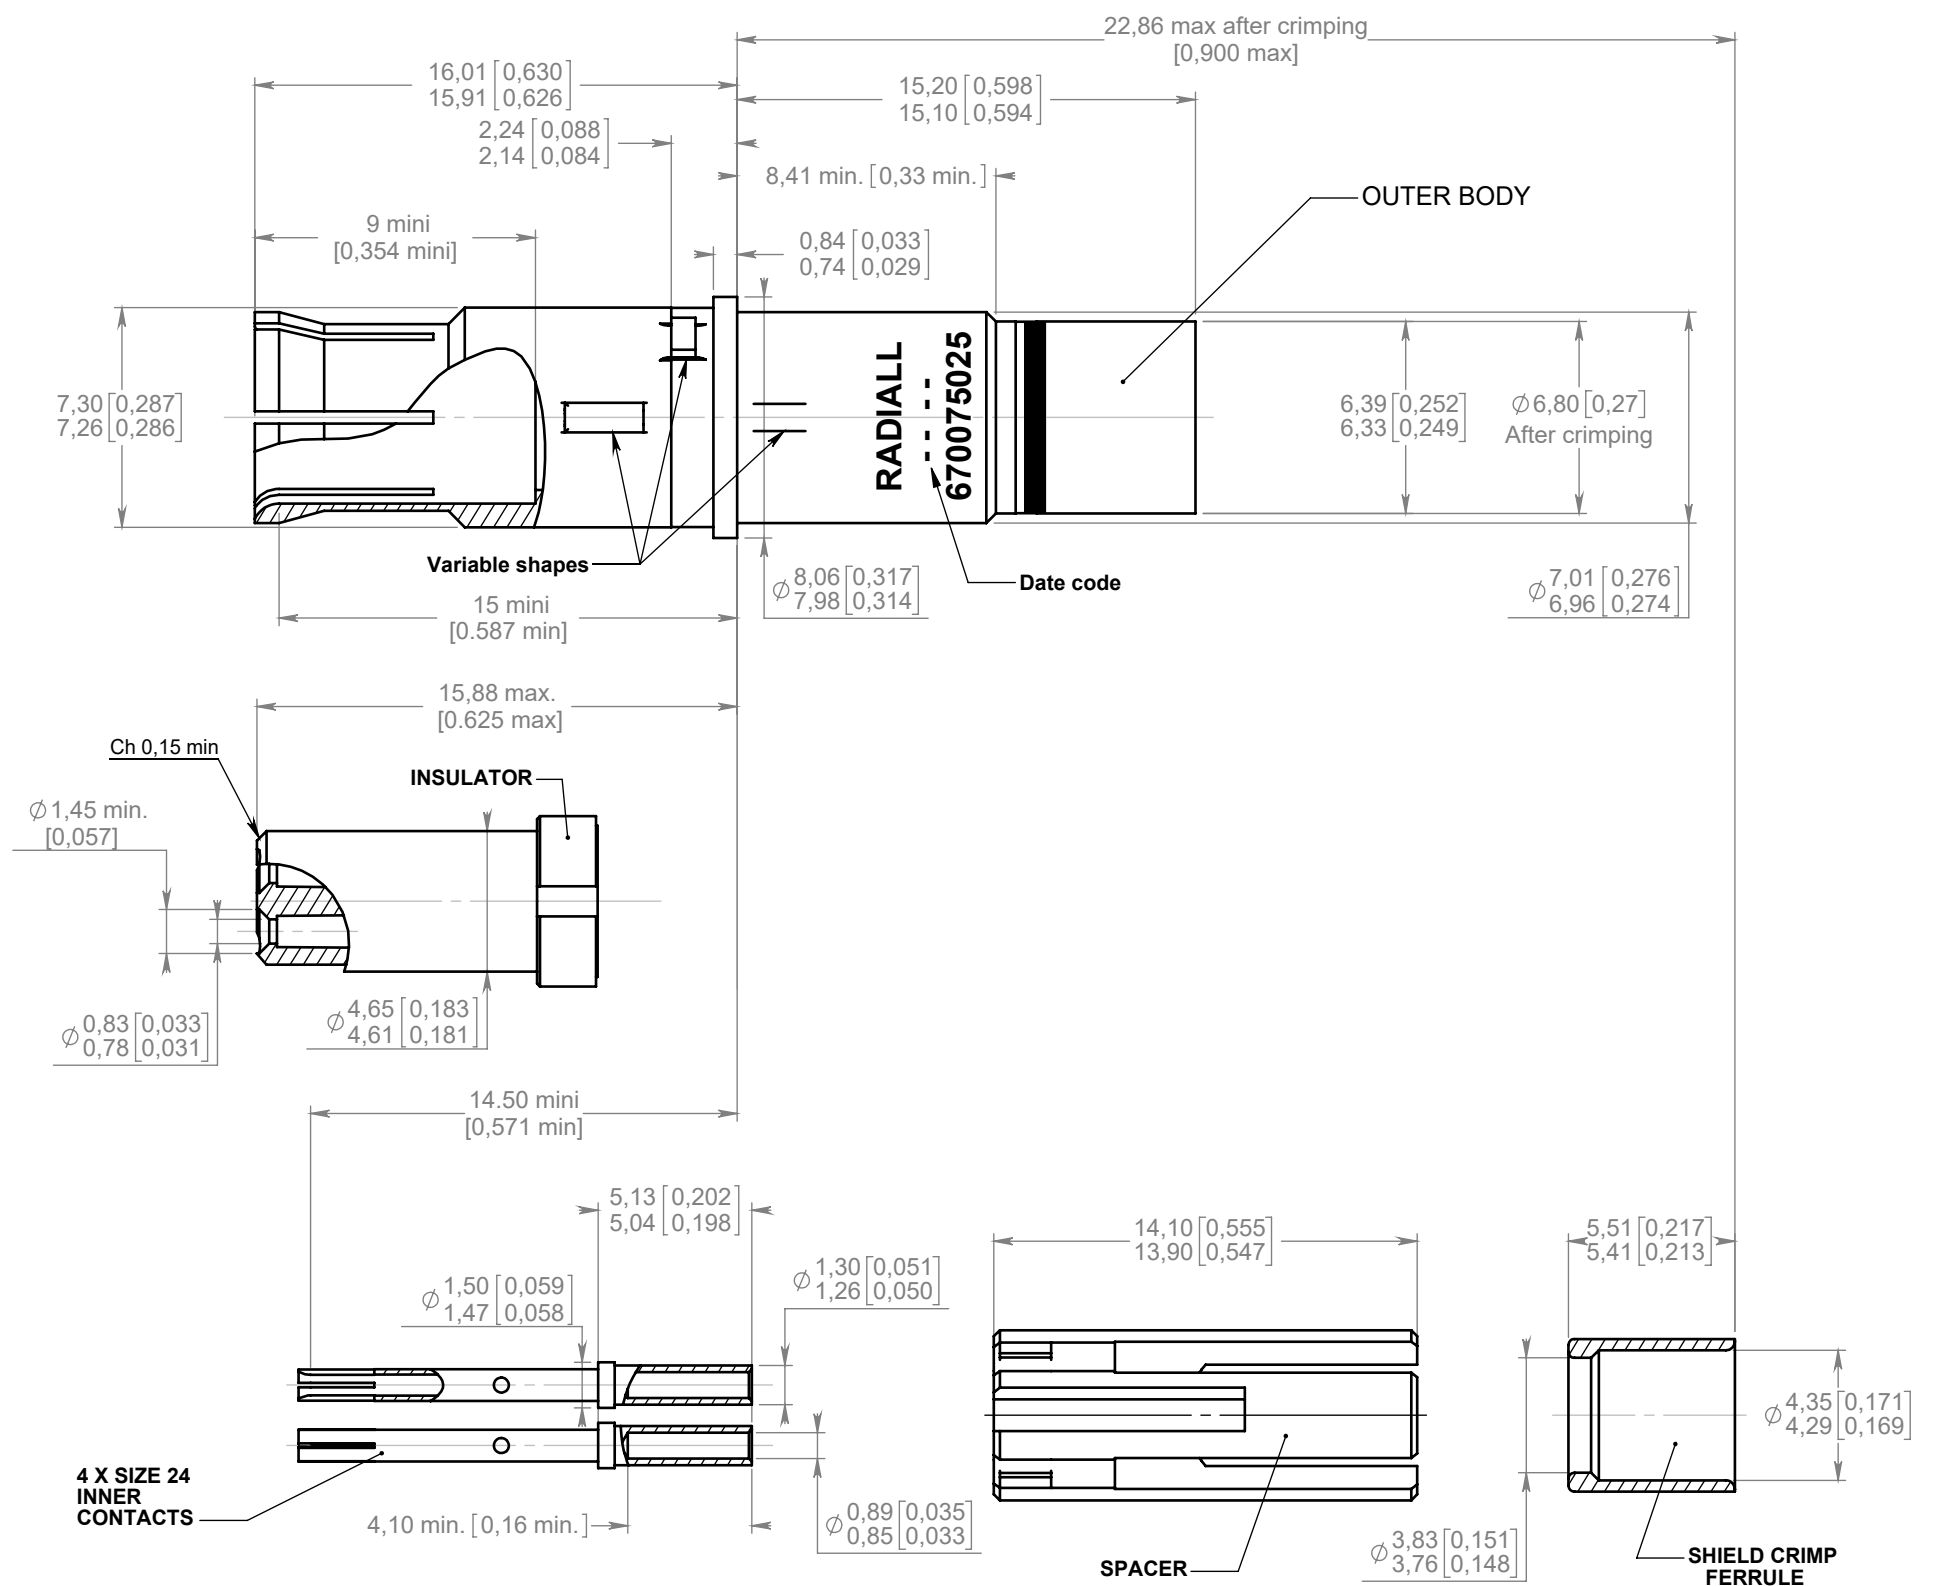 22,86 max after crimping
[0,900 max]
16,01 [0,630]
15,91 [0,626]
15,20 [0,598]
15,10 [0,594]
2,24 [0,088]
2,14 [0,084]
8,41 min. [0,33 min.]
OUTER BODY
9 mini
[0,354 mini]
0,84 [0,033]
0,74 [0,029]
7,30 [0,287]
7,26 [0,286]
RADIALL
670075025
6,39 [0,252]
6,33 [0,249]
Ø 6,80 [0,27]
After crimping
Variable shapes
Date code
Ø 8,06 [0,317]
7,98 [0,314]
Ø 7,01 [0,276]
6,96 [0,274]
15 mini
[0.587 min]
15,88 max.
[0.625 max]
Ch 0,15 min
INSULATOR
Ø 1,45 min.
[0,057]
Ø 0,83 [0,033]
0,78 [0,031]
Ø 4,65 [0,183]
4,61 [0,181]
14.50 mini
[0,571 min]
5,13 [0,202]
5,04 [0,198]
14,10 [0,555]
13,90 [0,547]
5,51 [0,217]
5,41 [0,213]
Ø 1,50 [0,059]
1,47 [0,058]
Ø 1,30 [0,051]
1,26 [0,050]
Ø 4,35 [0,171]
4,29 [0,169]
4 X SIZE 24
INNER
CONTACTS
4,10 min. [0,16 min.]
Ø 0,89 [0,035]
0,85 [0,033]
SPACER
Ø 3,83 [0,151]
3,76 [0,148]
SHIELD CRIMP
FERRULE